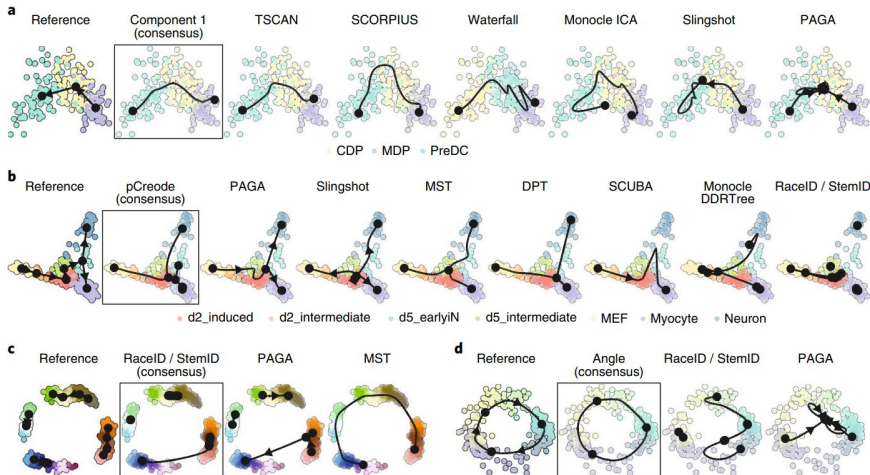 a
Reference Component 1 TSCAN SCORPIUS Waterfall Monocle ICA Slingshot PAGA
(consensus)
CDP MDP PreDC
b
Reference pCreode PAGA Slingshot MST DPT SCUBA Monocle RaceID / StemID
(consensus) DDRTree
d2_induced d2_intermediate d5_earlyiN d5_intermediate MEF Myocyte Neuron
c d
Reference RaceID / StemID PAGA MST Reference Angle RaceID / StemID PAGA
(consensus) (consensus)